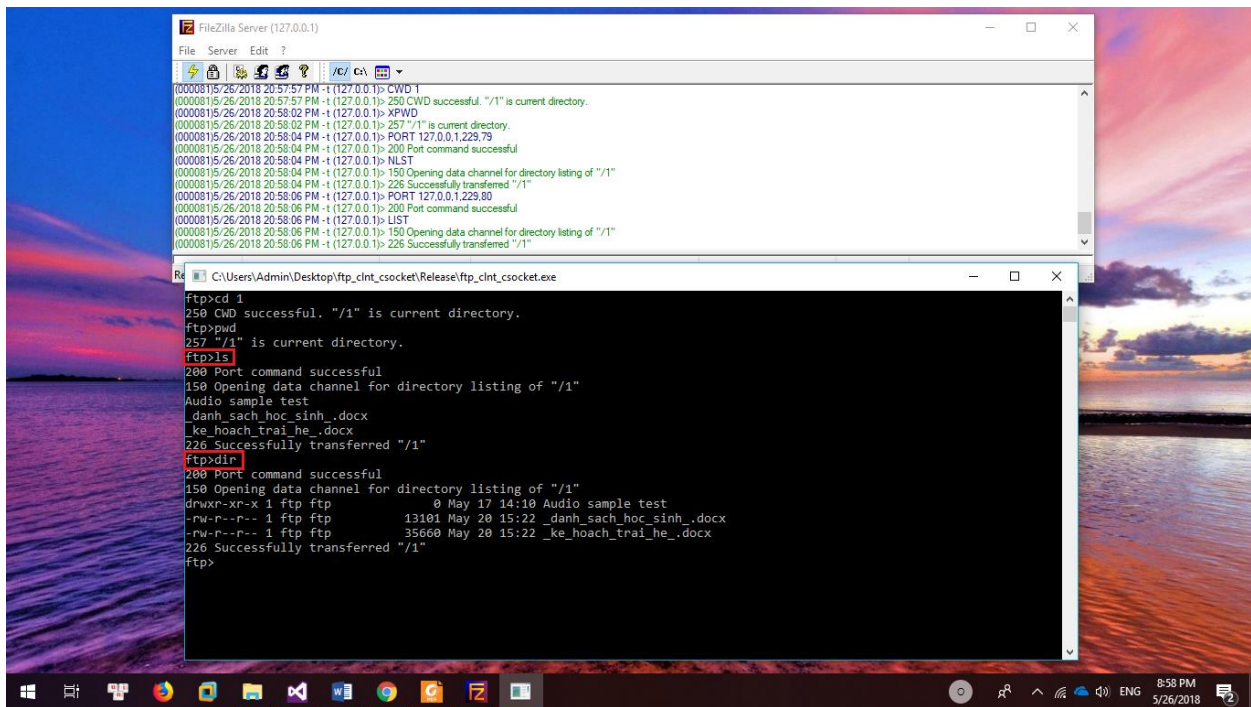 FileZilla Server (127.0.0.1)
File Server Edit ?
/C/ C:\
(000081)5/26/2018 20:57:57 PM -t (127.0.0.1)> CWD 1
(000081)5/26/2018 20:57:57 PM -t (127.0.0.1)> 250 CWD successful. "/1" is current directory.
(000081)5/26/2018 20:58:02 PM -t (127.0.0.1)> XPWD
(000081)5/26/2018 20:58:02 PM -t (127.0.0.1)> 257 "/1" is current directory.
(000081)5/26/2018 20:58:04 PM -t (127.0.0.1)> PORT 127,0,0,1,229,79
(000081)5/26/2018 20:58:04 PM -t (127.0.0.1)> 200 Port command successful
(000081)5/26/2018 20:58:04 PM -t (127.0.0.1)> NLST
(000081)5/26/2018 20:58:04 PM -t (127.0.0.1)> 150 Opening data channel for directory listing of "/1"
(000081)5/26/2018 20:58:04 PM -t (127.0.0.1)> 226 Successfully transferred "/1"
(000081)5/26/2018 20:58:06 PM -t (127.0.0.1)> PORT 127,0,0,1,229,80
(000081)5/26/2018 20:58:06 PM -t (127.0.0.1)> 200 Port command successful
(000081)5/26/2018 20:58:06 PM -t (127.0.0.1)> LIST
(000081)5/26/2018 20:58:06 PM -t (127.0.0.1)> 150 Opening data channel for directory listing of "/1"
(000081)5/26/2018 20:58:06 PM -t (127.0.0.1)> 226 Successfully transferred "/1"
C:\Users\Admin\Desktop\ftp_clnt_csocket\Release\ftp_clnt_csocket.exe
ftp>cd 1
250 CWD successful. "/1" is current directory.
ftp>pwd
257 "/1" is current directory.
ftp>ls
200 Port command successful
150 Opening data channel for directory listing of "/1"
Audio sample test
_danh_sach_hoc_sinh_.docx
_ke_hoach_trai_he_.docx
226 Successfully transferred "/1"
ftp>dir
200 Port command successful
150 Opening data channel for directory listing of "/1"
drwxr-xr-x 1 ftp ftp 0 May 17 14:10 Audio sample test
-rw-r--r-- 1 ftp ftp 13101 May 20 15:22 _danh_sach_hoc_sinh_.docx
-rw-r--r-- 1 ftp ftp 35660 May 20 15:22 _ke_hoach_trai_he_.docx
226 Successfully transferred "/1"
ftp>
ENG
8:58 PM
5/26/2018
2